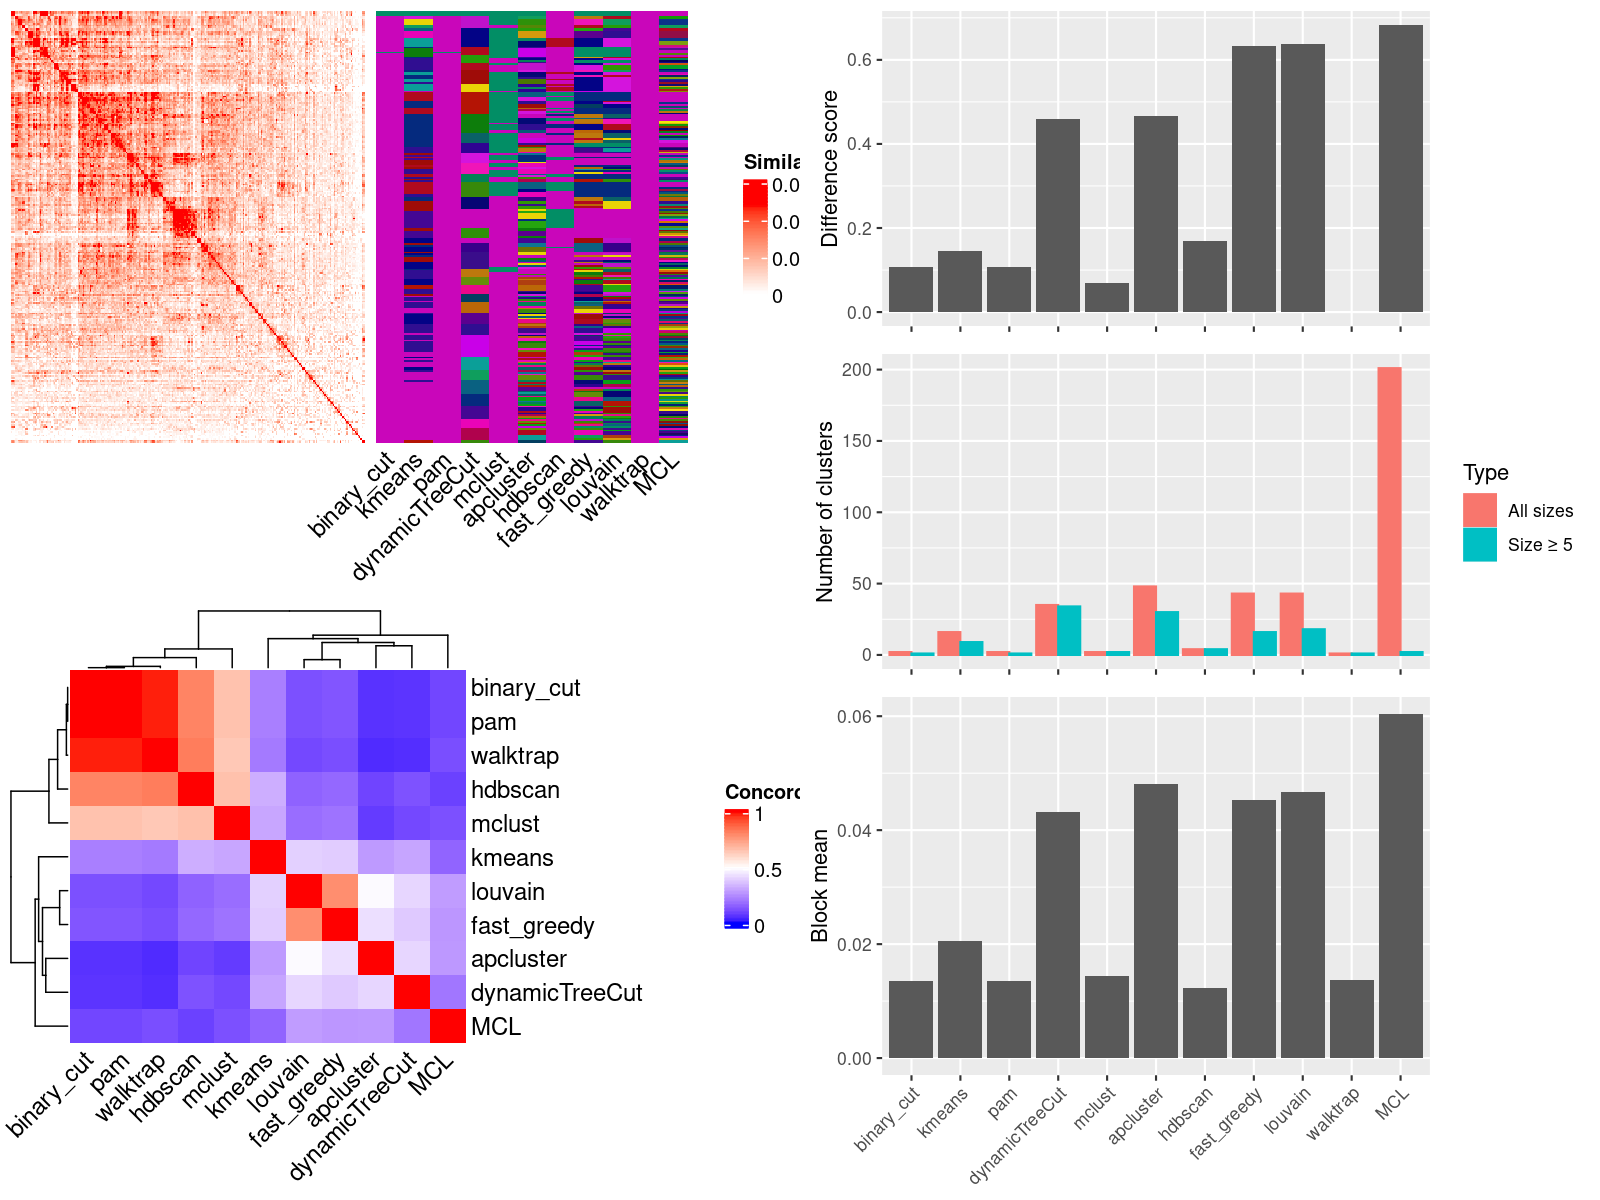 Simila
0.0
0.0
0.0
0
binary_cut
kmeans
pam
dynamicTreeCut
mclust
apcluster
hdbscan
fast_greedy
louvain
walktrap
MCL
binary_cut
pam
walktrap
hdbscan
mclust
kmeans
louvain
fast_greedy
apcluster
dynamicTreeCut
MCL
binary_cut
pam
walktrap
hdbscan
mclust
kmeans
louvain
fast_greedy
apcluster
dynamicTreeCut
MCL
Concord
1
0.5
0
Difference score
0.6
0.4
0.2
0.0
Number of clusters
200
150
100
50
0
Type
All sizes
Size ≥ 5
Block mean
0.06
0.04
0.02
0.00
binary_cut
kmeans
pam
dynamicTreeCut
mclust
apcluster
hdbscan
fast_greedy
louvain
walktrap
MCL